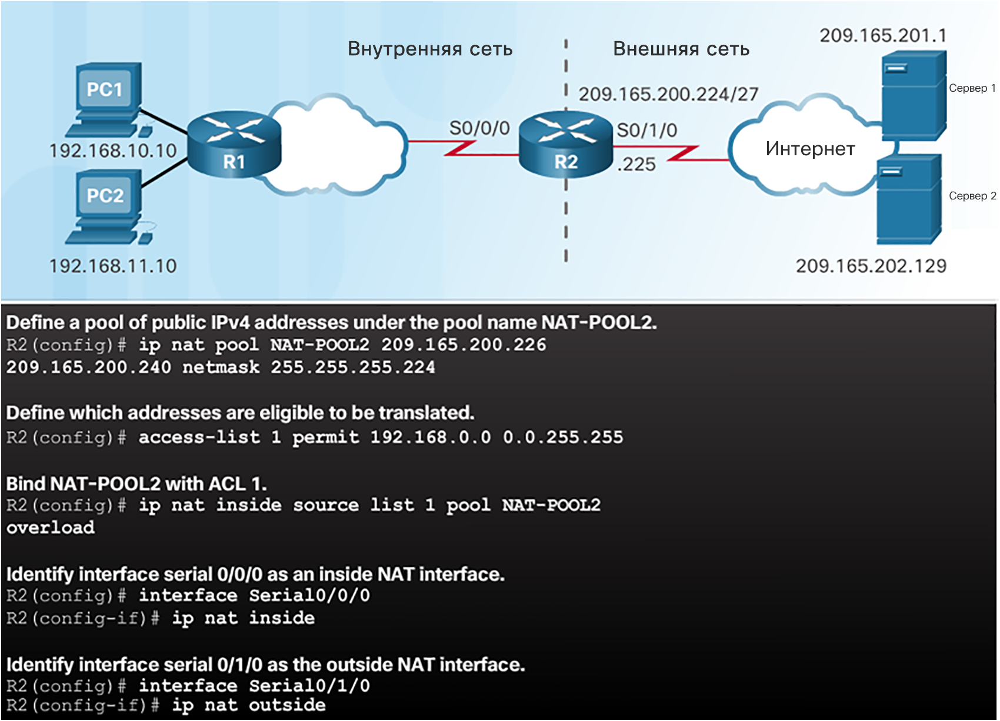 209.165.201.1
Внутренняя сеть
Внешняя сеть
PC1
Сервер 1
209.165.200.224/27
S0/0/0
S0/1/0
192.168.10.10
R1
R2
.225
Интернет
PC2
Сервер 2
192.168.11.10
209.165.202.129
Define a pool of public IPv4 addresses under the pool name NAT-POOL2.
R2(config)# ip nat pool NAT-POOL2 209.165.200.226
209.165.200.240 netmask 255.255.255.224
Define which addresses are eligible to be translated.
R2(config)# access-list 1 permit 192.168.0.0 0.0.255.255
Bind NAT-POOL2 with ACL 1.
R2(config)# ip nat inside source list 1 pool NAT-POOL2
overload
Identify interface serial 0/0/0 as an inside NAT interface.
R2(config)# interface Serial0/0/0
R2(config-if)# ip nat inside
Identify interface serial 0/1/0 as the outside NAT interface.
R2(config)# interface Serial0/1/0
R2(config-if)# ip nat outside